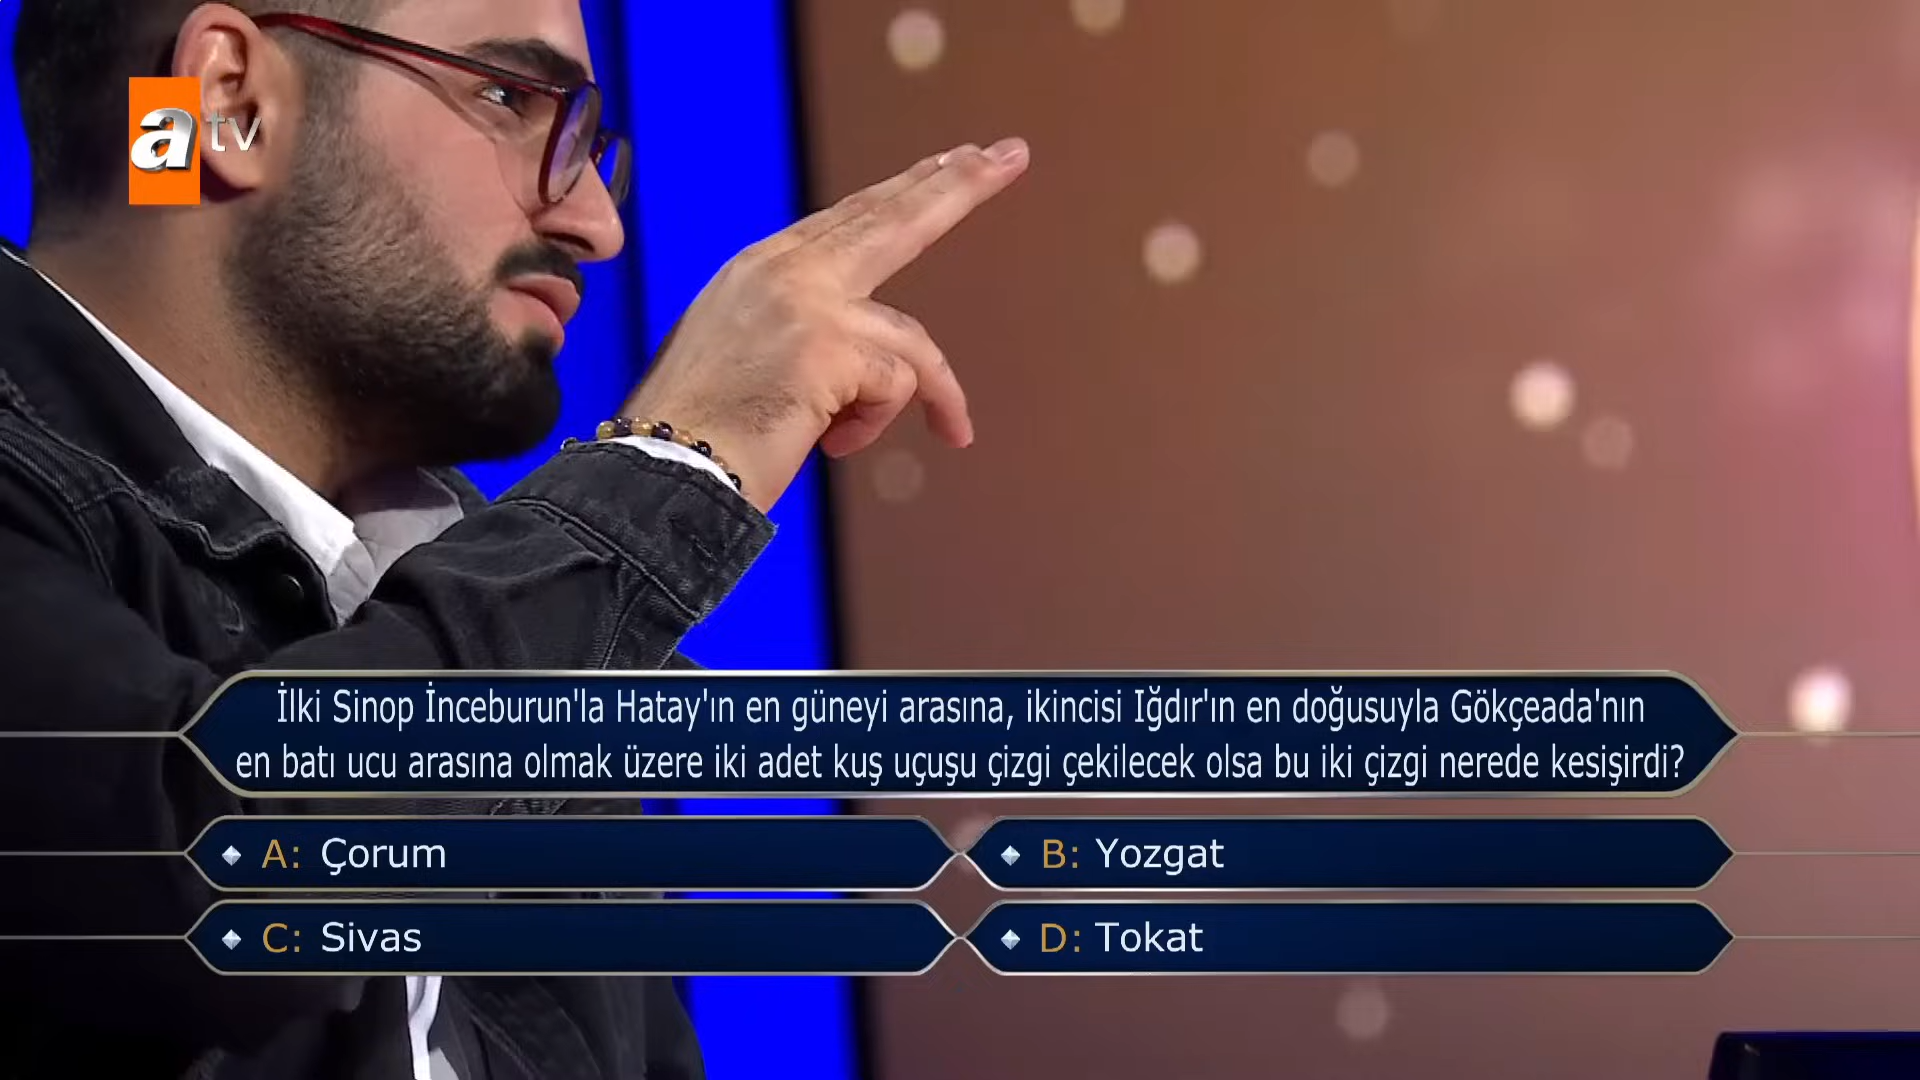 atv
İlki Sinop İnceburun'la Hatay'ın en güneyi arasına, ikincisi Iğdır'ın en doğusuyla Gökçeada'nın
en batı ucu arasına olmak üzere iki adet kuş uçuşu çizgi çekilecek olsa bu iki çizgi nerede kesişirdi?
A: Çorum
B: Yozgat
C: Sivas
D: Tokat